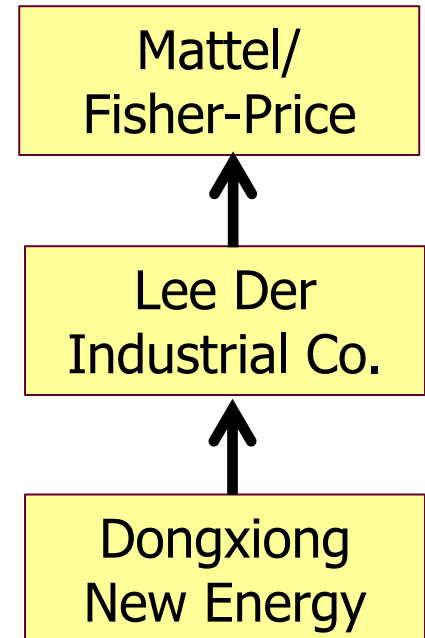 Mattel/
Fisher-Price
Lee Der
Industrial Co.
Dongxiong
New Energy